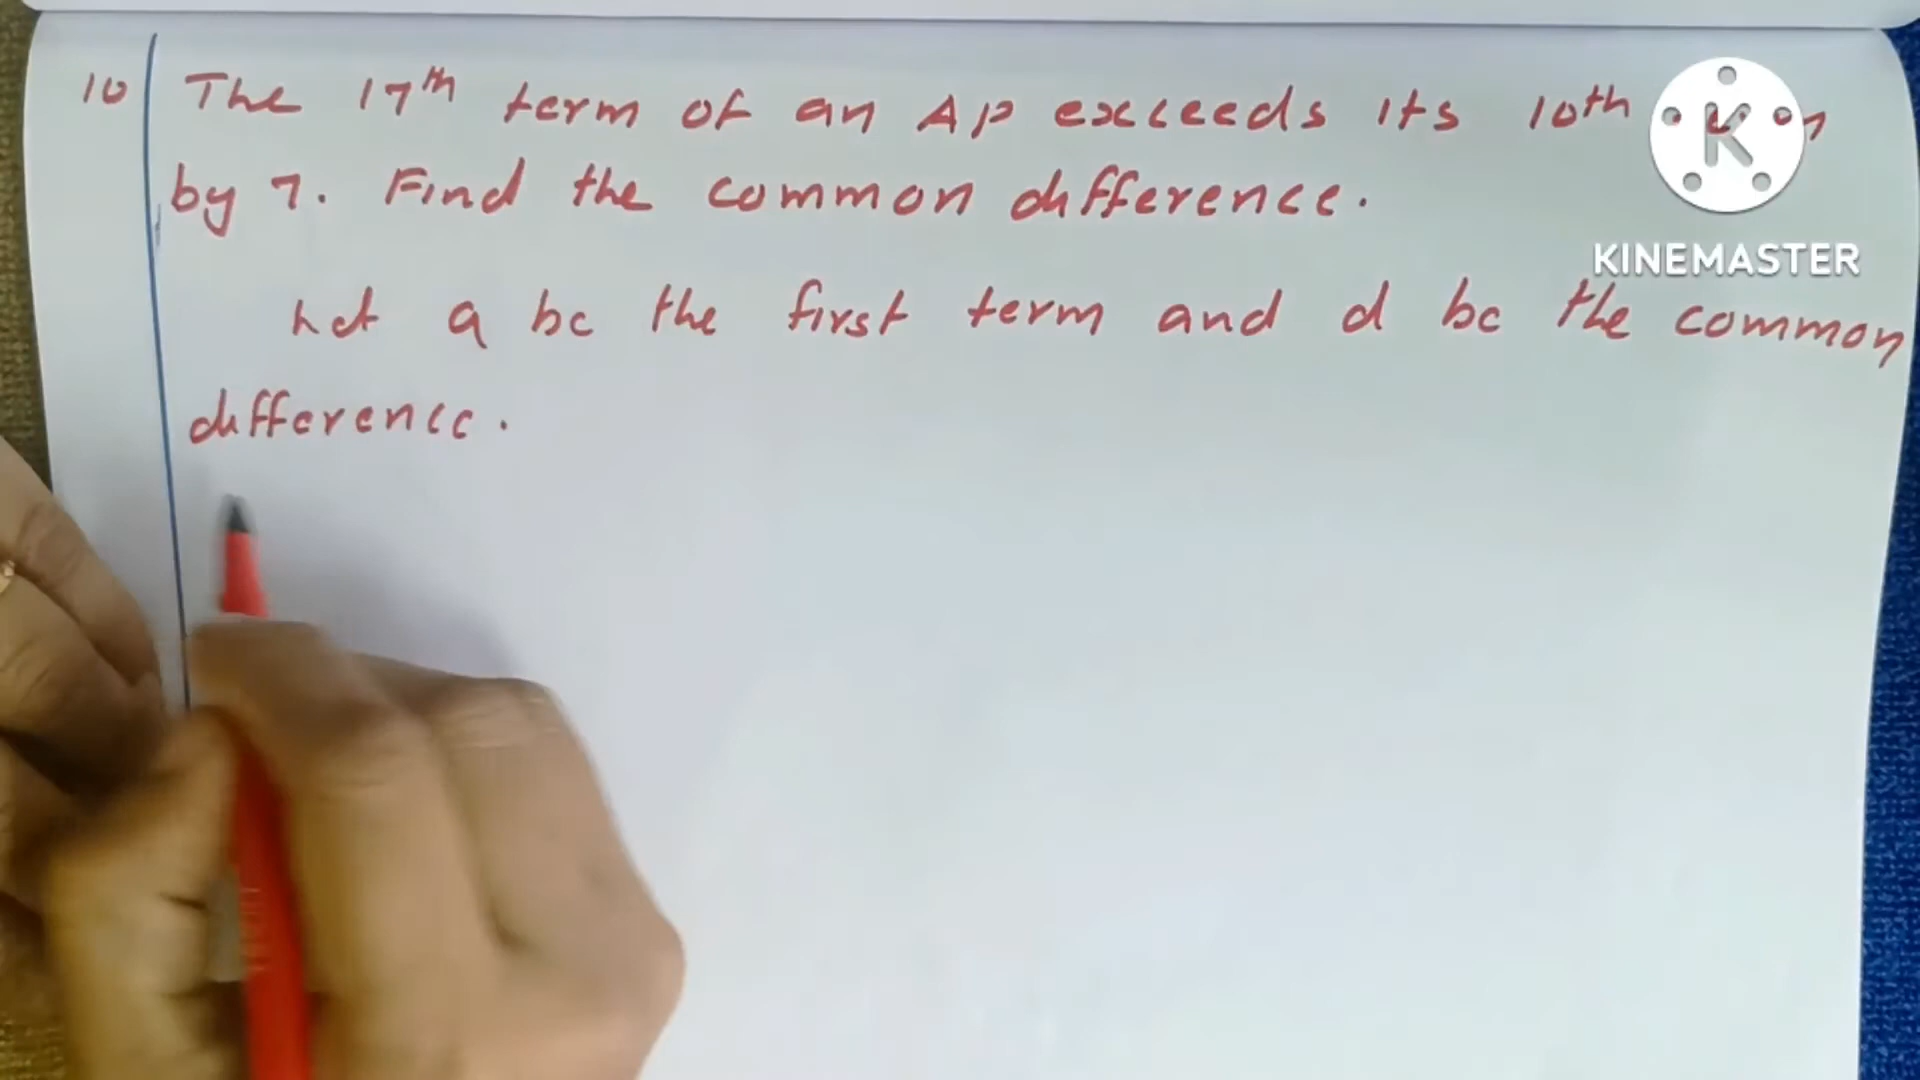 10 The 17th term of an AP exceeds its 10th
by 7. Find the common difference.
Let a be the first term and d be the common
difference.
K
KINEMASTER